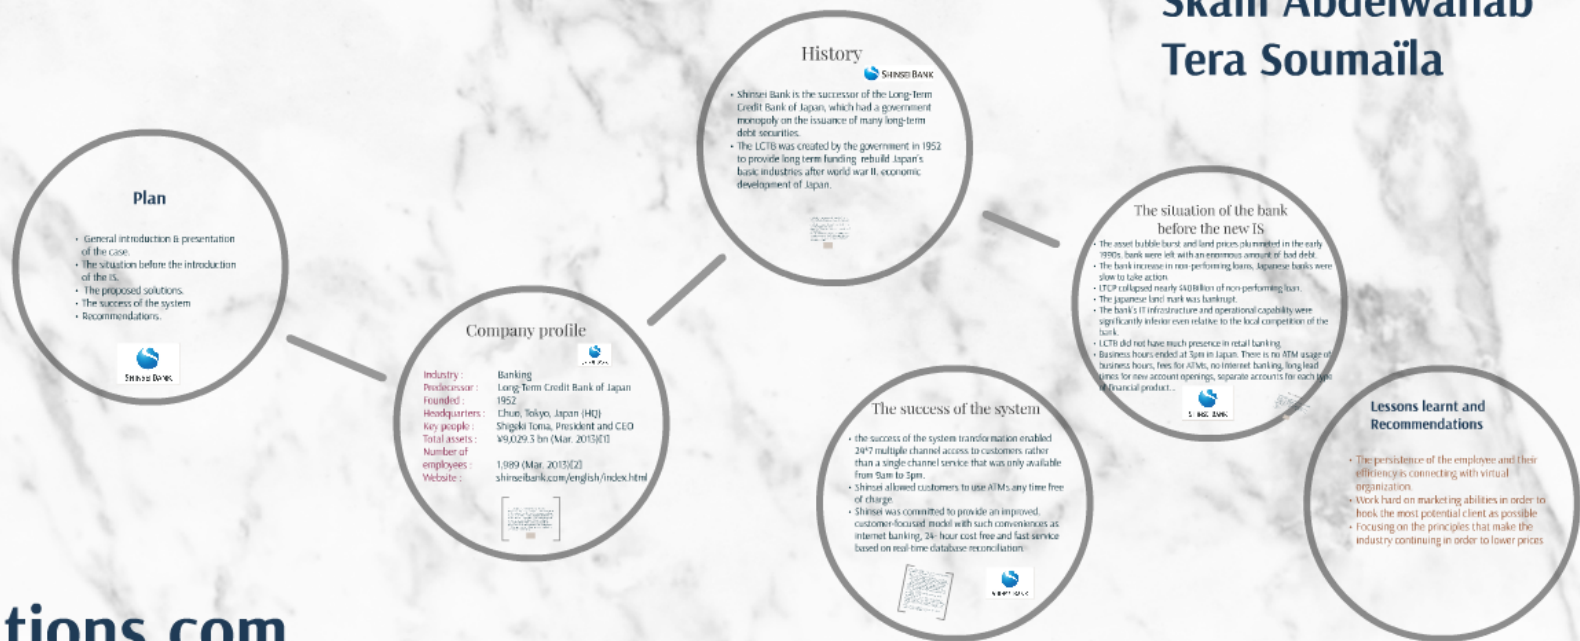 Skalli Abdelwahab
Tera Soumaïla
Plan
• General introduction & presentation
of the case.
• The situation before the introduction
of the IS.
• The proposed solutions.
• The success of the system
• Recommendations.
SHINSEI BANK
Company profile
Industry : Banking
Predecessor : Long-Term Credit Bank of Japan
Founded : 1952
Headquarters : Chuo, Tokyo, Japan (HQ)
Key people : Shigeki Toma, President and CEO
Total assets : ¥9,029.3 bn (Mar. 2013)[1]
Number of
employees : 1,989 (Mar. 2013)[2]
Website : shinseibank.com/english/index.html
History
SHINSEI BANK
• Shinsei Bank is the successor of the Long-Term
Credit Bank of Japan, which had a government
monopoly on the issuance of many long-term
debt securities.
• The LCTB was created by the government in 1952
to provide long term funding rebuild Japan's
basic industries after world war II. economic
development of Japan.
The situation of the bank
before the new IS
• The asset bubble burst and land prices plummeted in the early
1990s, bank were left with an enormous amount of bad debt.
• The bank increase in non-performing loans, Japanese banks were
slow to take action.
• LTCP collapsed nearly $40Billion of non-performing loan.
• The japanese land mark was bankrupt.
• The bank's IT infrastructure and operational capability were
significantly inferior even relative to the local competition of the
bank.
• LCTB did not have much presence in retail banking
• Business hours ended at 3pm in Japan. There is no ATM usage of
business hours, fees for ATMs, no Internet banking, long lead
times for new account openings, separate accounts for each type
of financial product...
SHINSEI BANK
The success of the system
• the success of the system transformation enabled
24*7 multiple channel access to customers rather
than a single channel service that was only available
from 9am to 3pm.
• Shinsei allowed customers to use ATMs any time free
of charge.
• Shinsei was committed to provide an improved,
customer-focused model with such conveniences as
internet banking, 24- hour cost free and fast service
based on real-time database reconciliation.
SHINSEI BANK
Lessons learnt and
Recommendations
• The persistence of the employee and their
efficiency is connecting with virtual
organization.
• Work hard on marketing abilities in order to
hook the most potential client as possible
• Focusing on the principles that make the
industry continuing in order to lower prices
tions.com